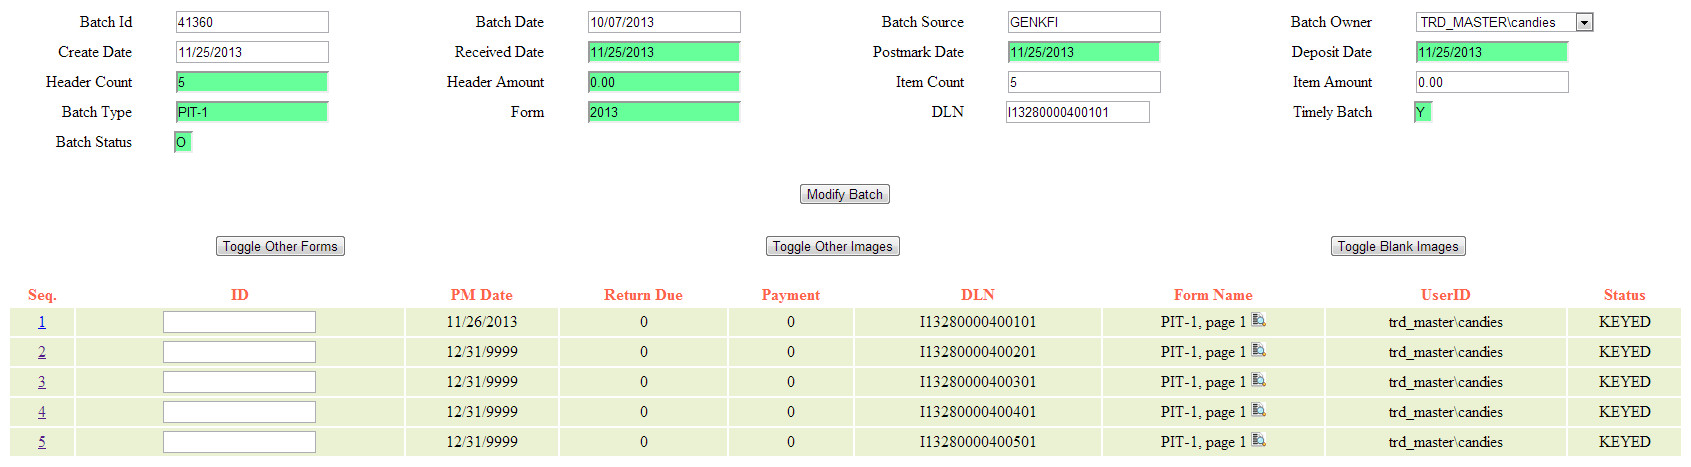 Batch Id 41360 Batch Date 10/07/2013 Batch Source GENKFI Batch Owner TRD_MASTER\candies
Create Date 11/25/2013 Received Date 11/25/2013 Postmark Date 11/25/2013 Deposit Date 11/25/2013
Header Count 5 Header Amount 0.00 Item Count 5 Item Amount 0.00
Batch Type PIT-1 Form 2013 DLN I13280000400101 Timely Batch Y
Batch Status O
Modify Batch
Toggle Other Forms Toggle Other Images Toggle Blank Images
Seq. ID PM Date Return Due Payment DLN Form Name UserID Status
1 11/26/2013 0 0 I13280000400101 PIT-1, page 1 trd_master\candies KEYED
2 12/31/9999 0 0 I13280000400201 PIT-1, page 1 trd_master\candies KEYED
3 12/31/9999 0 0 I13280000400301 PIT-1, page 1 trd_master\candies KEYED
4 12/31/9999 0 0 I13280000400401 PIT-1, page 1 trd_master\candies KEYED
5 12/31/9999 0 0 I13280000400501 PIT-1, page 1 trd_master\candies KEYED